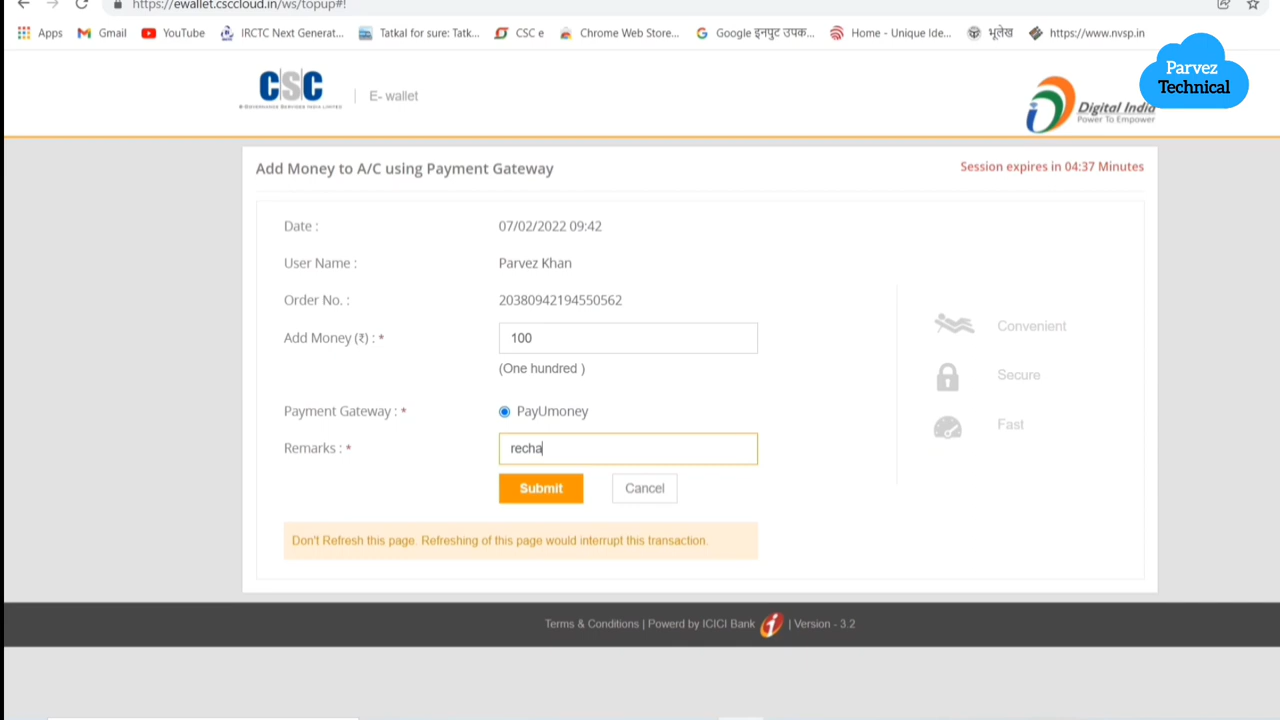 https://ewallet.csccloud.in/ws/topup#!
Apps Gmail YouTube IRCTC Next Generat... Tatkal for sure: Tatk... CSC e Chrome Web Store... Google इनपुट उपक... Home - Unique Ide... भूलेख https://www.nvsp.in
Parvez
Technical
CSC
E-GOVERNANCE SERVICES INDIA LIMITED
E- wallet
Digital India
Power To Empower
Add Money to A/C using Payment Gateway
Session expires in 04:37 Minutes
Date :
07/02/2022 09:42
User Name :
Parvez Khan
Order No. :
20380942194550562
Add Money (₹) : *
100
(One hundred )
Payment Gateway : *
PayUmoney
Remarks : *
recha
Submit
Cancel
Convenient
Secure
Fast
Don't Refresh this page. Refreshing of this page would interrupt this transaction.
Terms & Conditions | Powerd by ICICI Bank | Version - 3.2